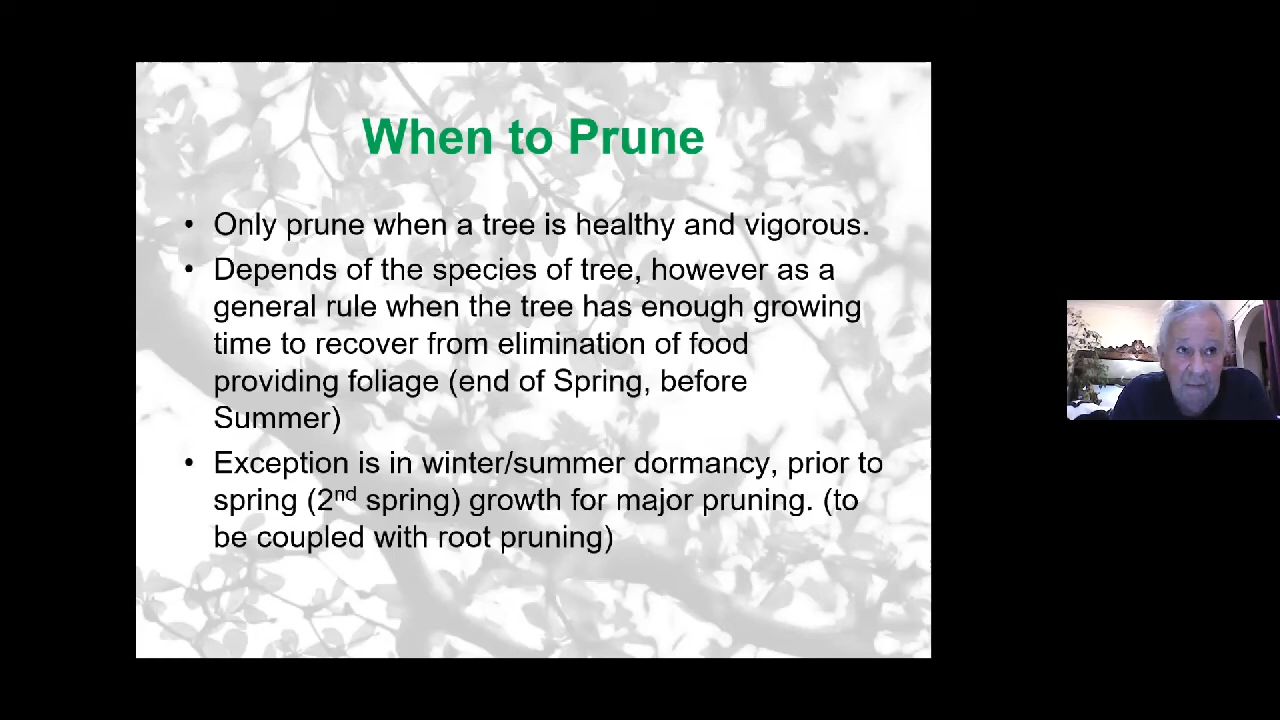 When to Prune
• Only prune when a tree is healthy and vigorous.
• Depends of the species of tree, however as a
general rule when the tree has enough growing
time to recover from elimination of food
providing foliage (end of Spring, before
Summer)
• Exception is in winter/summer dormancy, prior to
spring (2nd spring) growth for major pruning. (to
be coupled with root pruning)